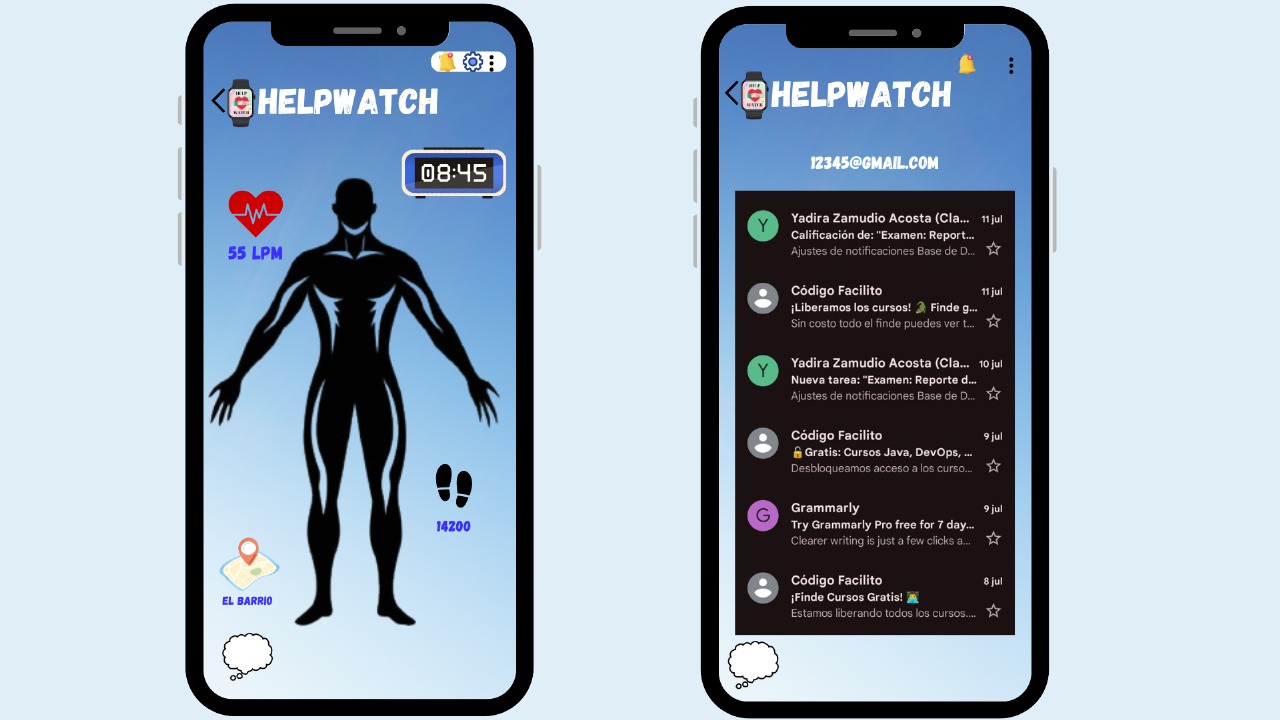 HELP
WATCH
HELPWATCH
08:45
55 LPM
14200
EL BARRIO
HELP
WATCH
HELPWATCH
12345@GMAIL.COM
Y
Yadira Zamudio Acosta (Cla... 11 jul
Calificación de: "Examen: Report...
Ajustes de notificaciones Base de D...
Código Facilito 11 jul
¡Liberamos los cursos! 🐊 Finde g...
Sin costo todo el finde puedes ver t...
Y
Yadira Zamudio Acosta (Cla... 10 jul
Nueva tarea: "Examen: Reporte d...
Ajustes de notificaciones Base de D...
Código Facilito 9 jul
🔓Gratis: Cursos Java, DevOps, ...
Desbloqueamos acceso a los curso...
G
Grammarly 9 jul
Try Grammarly Pro free for 7 day...
Clearer writing is just a few clicks a...
Código Facilito 8 jul
¡Finde Cursos Gratis! 👨‍💻
Estamos liberando todos los cursos....